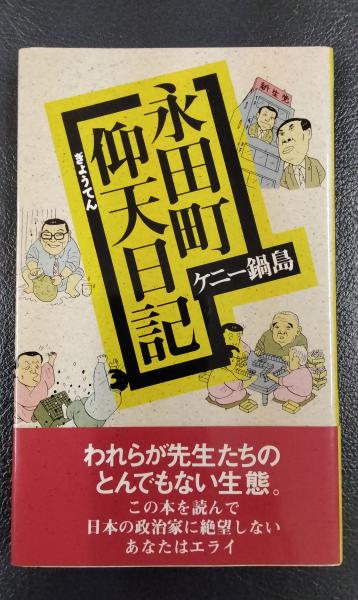 新生党
永田町
仰天日記
ぎょうてん
ケニー鍋島
われらが先生たちの
とんでもない生態。
この本を読んで
日本の政治家に絶望しない
あなたはエライ